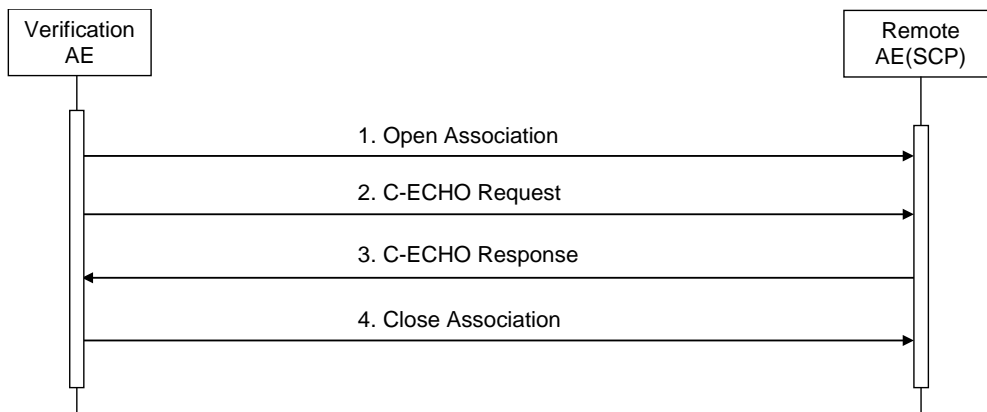 Verification
AE
Remote
AE(SCP)
1. Open Association
2. C-ECHO Request
3. C-ECHO Response
4. Close Association